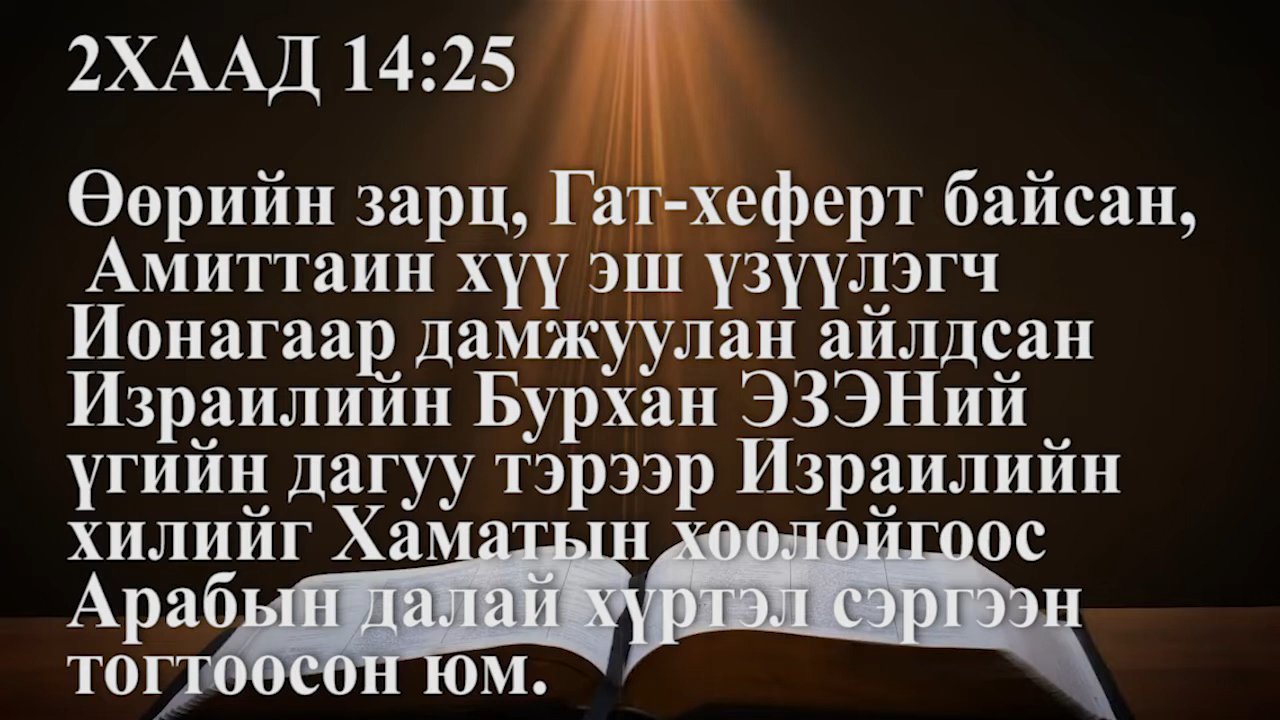 2ХААД 14:25
Өөрийн зарц, Гат-хеферт байсан,
Амиттаин хүү эш үзүүлэгч
Ионагаар дамжуулан айлдсан
Израилийн Бурхан ЭЗЭНий
үгийн дагуу тэрээр Израилийн
хилийг Хаматын хоолойгоос
Арабын далай хүртэл сэргээн
тогтоосон юм.